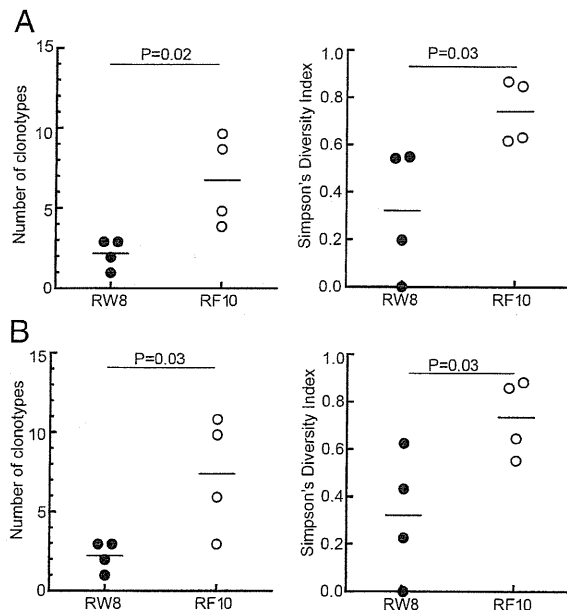 A
P=0.02
Number of clonotypes
15
10
5
0
RW8 RF10
P=0.03
Simpson's Diversity Index
1.0
0.8
0.6
0.4
0.2
0.0
RW8 RF10
B
P=0.03
Number of clonotypes
15
10
5
0
RW8 RF10
P=0.03
Simpson's Diversity Index
1.0
0.8
0.6
0.4
0.2
0.0
RW8 RF10